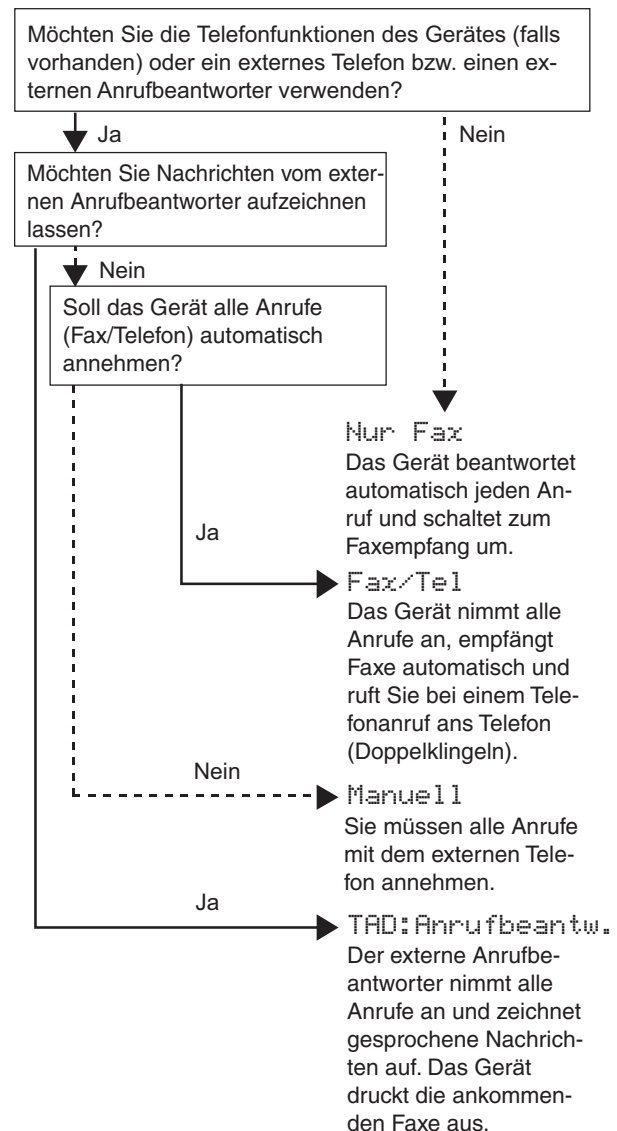 Möchten Sie die Telefonfunktionen des Gerätes (falls
vorhanden) oder ein externes Telefon bzw. einen ex-
ternen Anrufbeantworter verwenden?
Ja
Nein
Möchten Sie Nachrichten vom exter-
nen Anrufbeantworter aufzeichnen
lassen?
Nein
Soll das Gerät alle Anrufe
(Fax/Telefon) automatisch
annehmen?
Nur Fax
Das Gerät beantwortet
automatisch jeden An-
ruf und schaltet zum
Faxempfang um.
Ja
Fax/Tel
Das Gerät nimmt alle
Anrufe an, empfängt
Faxe automatisch und
ruft Sie bei einem Tele-
fonanruf ans Telefon
(Doppelklingeln).
Nein
Manuell
Sie müssen alle Anrufe
mit dem externen Tele-
fon annehmen.
Ja
TAD:Anrufbeantw.
Der externe Anrufbe-
antworter nimmt alle
Anrufe an und zeichnet
gesprochene Nachrich-
ten auf. Das Gerät
druckt die ankommen-
den Faxe aus.